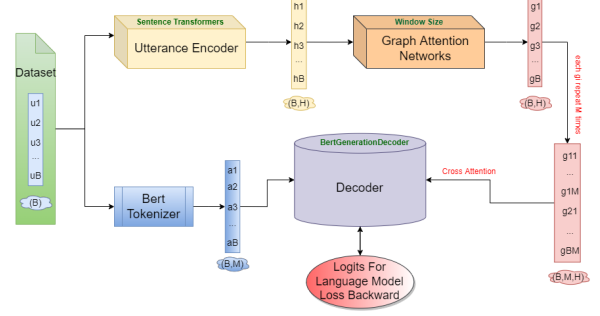 Dataset
u1
u2
u3
...
uB
(B)
Sentence Transformers
Utterance Encoder
h1
h2
h3
...
hB
(B,H)
Window Size
Graph Attention
Networks
g1
g2
g3
...
gB
(B,H)
each gi repeat M times
g11
...
g1M
g21
...
gBM
(B,M,H)
Cross Attention
BertGenerationDecoder
Decoder
Bert
Tokenizer
a1
a2
a3
...
aB
(B,M)
Logits For
Language Model
Loss Backward